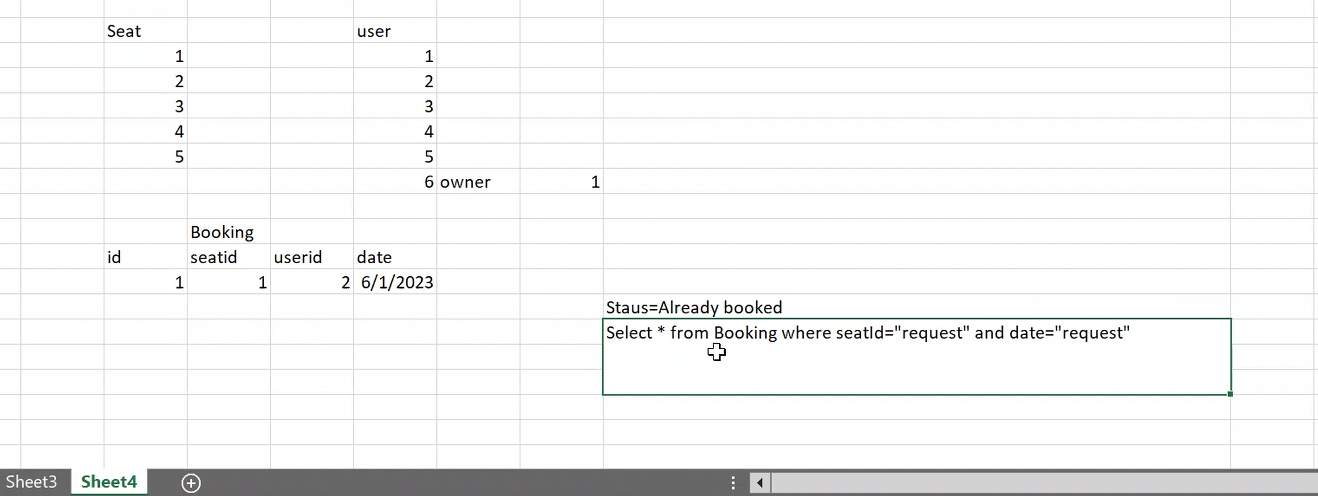 Seat user
1 1
2 2
3 3
4 4
5 5
6 owner 1
Booking
id seatid userid date
1 1 2 6/1/2023
Staus=Already booked
Select * from Booking where seatId="request" and date="request"
Sheet3 Sheet4